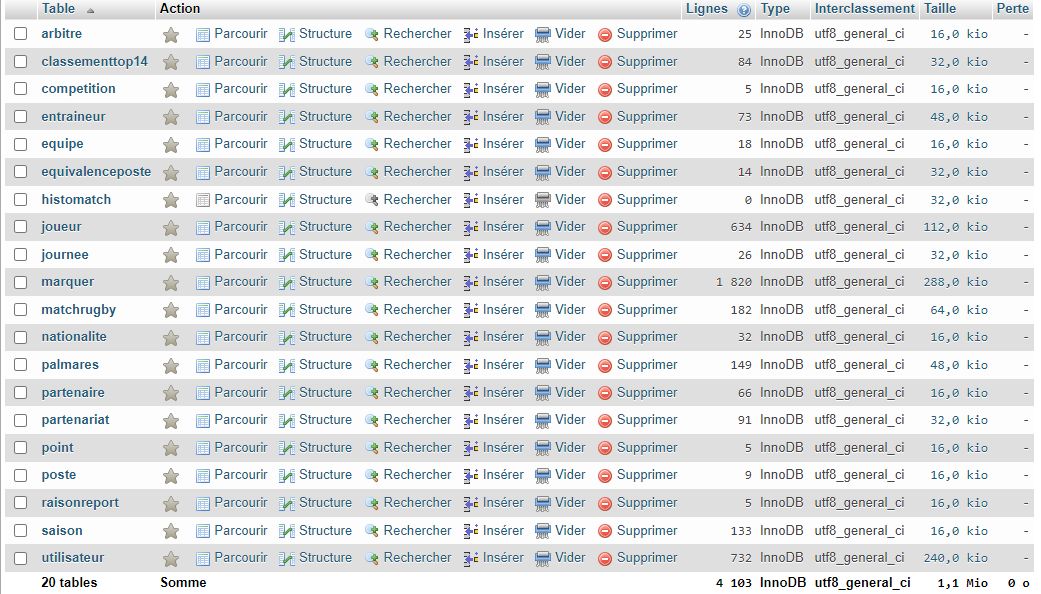 Table Action Lignes Type Interclassement Taille Perte
arbitre Parcourir Structure Rechercher Insérer Vider Supprimer 25 InnoDB utf8_general_ci 16,0 kio -
classementtop14 Parcourir Structure Rechercher Insérer Vider Supprimer 84 InnoDB utf8_general_ci 32,0 kio -
competition Parcourir Structure Rechercher Insérer Vider Supprimer 5 InnoDB utf8_general_ci 16,0 kio -
entraineur Parcourir Structure Rechercher Insérer Vider Supprimer 73 InnoDB utf8_general_ci 48,0 kio -
equipe Parcourir Structure Rechercher Insérer Vider Supprimer 18 InnoDB utf8_general_ci 16,0 kio -
equivalenceposte Parcourir Structure Rechercher Insérer Vider Supprimer 14 InnoDB utf8_general_ci 32,0 kio -
histomatch Parcourir Structure Rechercher Insérer Vider Supprimer 0 InnoDB utf8_general_ci 32,0 kio -
joueur Parcourir Structure Rechercher Insérer Vider Supprimer 634 InnoDB utf8_general_ci 112,0 kio -
journee Parcourir Structure Rechercher Insérer Vider Supprimer 26 InnoDB utf8_general_ci 32,0 kio -
marquer Parcourir Structure Rechercher Insérer Vider Supprimer 1 820 InnoDB utf8_general_ci 288,0 kio -
matchrugby Parcourir Structure Rechercher Insérer Vider Supprimer 182 InnoDB utf8_general_ci 64,0 kio -
nationalite Parcourir Structure Rechercher Insérer Vider Supprimer 32 InnoDB utf8_general_ci 16,0 kio -
palmares Parcourir Structure Rechercher Insérer Vider Supprimer 149 InnoDB utf8_general_ci 48,0 kio -
partenaire Parcourir Structure Rechercher Insérer Vider Supprimer 66 InnoDB utf8_general_ci 16,0 kio -
partenariat Parcourir Structure Rechercher Insérer Vider Supprimer 91 InnoDB utf8_general_ci 32,0 kio -
point Parcourir Structure Rechercher Insérer Vider Supprimer 5 InnoDB utf8_general_ci 16,0 kio -
poste Parcourir Structure Rechercher Insérer Vider Supprimer 9 InnoDB utf8_general_ci 16,0 kio -
raisonreport Parcourir Structure Rechercher Insérer Vider Supprimer 5 InnoDB utf8_general_ci 16,0 kio -
saison Parcourir Structure Rechercher Insérer Vider Supprimer 133 InnoDB utf8_general_ci 16,0 kio -
utilisateur Parcourir Structure Rechercher Insérer Vider Supprimer 732 InnoDB utf8_general_ci 240,0 kio -
20 tables Somme 4 103 InnoDB utf8_general_ci 1,1 Mio 0 o